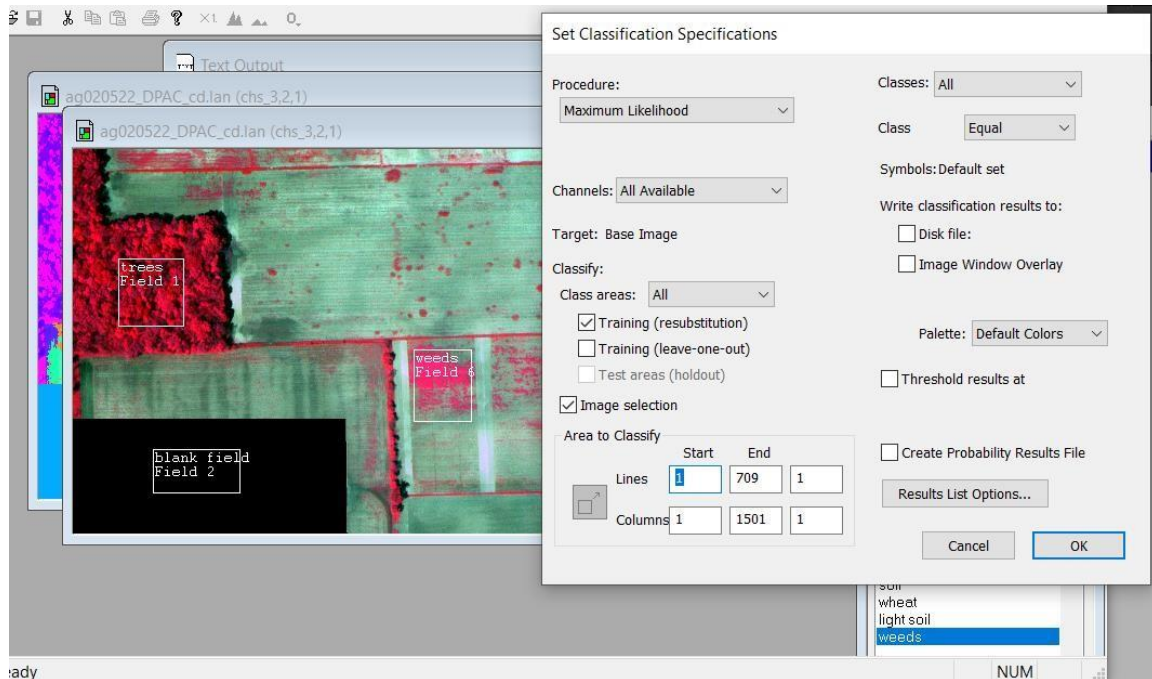 X1
O.
Text Output
ag020522_DPAC_cd.lan (chs_3,2,1)
ag020522_DPAC_cd.lan (chs_3,2,1)
trees
Field 1
weeds
Field 6
blank field
Field 2
Set Classification Specifications
Procedure:
Maximum Likelihood
Channels: All Available
Target: Base Image
Classify:
Class areas: All
Training (resubstitution)
Training (leave-one-out)
Test areas (holdout)
Image selection
Area to Classify
Start End
Lines 1 709 1
Columns 1 1501 1
Classes: All
Class Equal
Symbols: Default set
Write classification results to:
Disk file:
Image Window Overlay
Palette: Default Colors
Threshold results at
Create Probability Results File
Results List Options...
Cancel OK
soil
wheat
light soil
weeds
eady
NUM